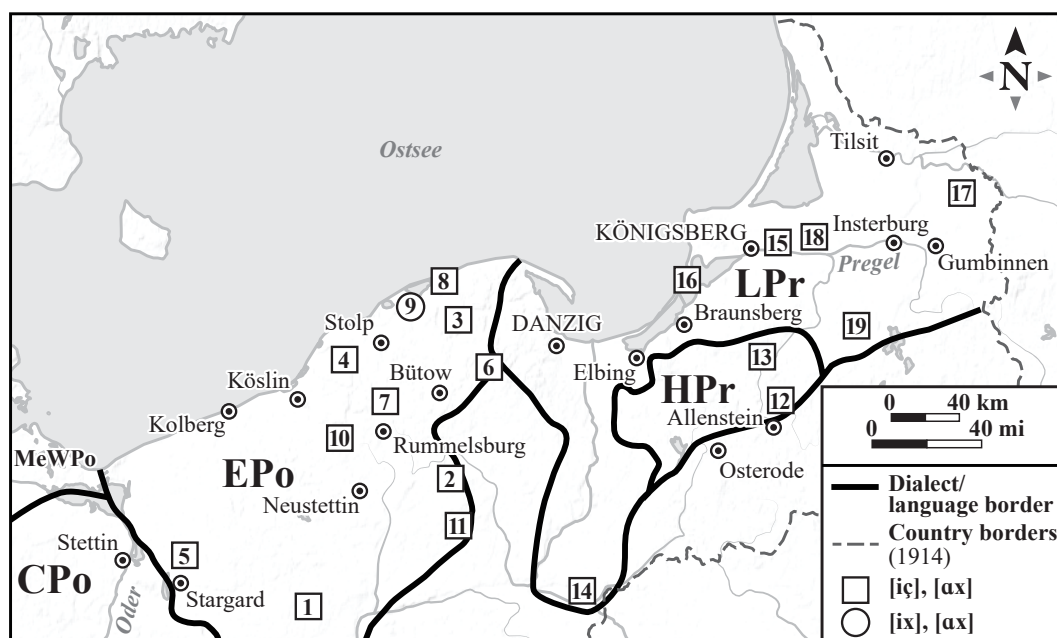 N
Tilsit
Ostsee
17
KÖNIGSBERG
15
18
Insterburg
Pregel
Gumbinnen
8
16
LPr
9
3
Stolp
DANZIG
Braunsberg
19
4
6
Elbing
13
Köslin
Bütow
HPr
7
12
Kolberg
Allenstein
10
Rummelsburg
Osterode
MeWPo
EPo
2
Neustettin
11
Stettin
5
CPo
Stargard
14
Oder
1
0 40 km
0 40 mi
Dialect/
language border
Country borders
(1914)
[iç], [ɑx]
[ix], [ɑx]